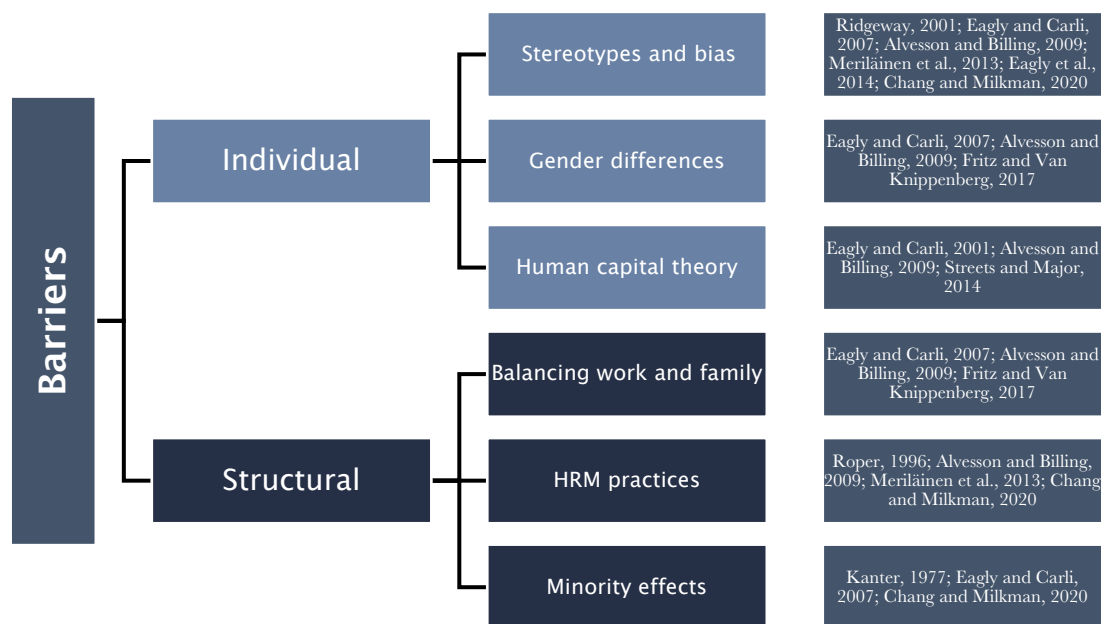 Barriers
Individual
Stereotypes and bias
Ridgeway, 2001; Eagly and Carli,
2007; Alvesson and Billing, 2009;
Meriläinen et al., 2013; Eagly et al.,
2014; Chang and Milkman, 2020
Gender differences
Eagly and Carli, 2007; Alvesson and
Billing, 2009; Fritz and Van
Knippenberg, 2017
Human capital theory
Eagly and Carli, 2001; Alvesson and
Billing, 2009; Streets and Major,
2014
Structural
Balancing work and family
Eagly and Carli, 2007; Alvesson and
Billing, 2009; Fritz and Van
Knippenberg, 2017
HRM practices
Roper, 1996; Alvesson and Billing,
2009; Meriläinen et al., 2013; Chang
and Milkman, 2020
Minority effects
Kanter, 1977; Eagly and Carli,
2007; Chang and Milkman, 2020